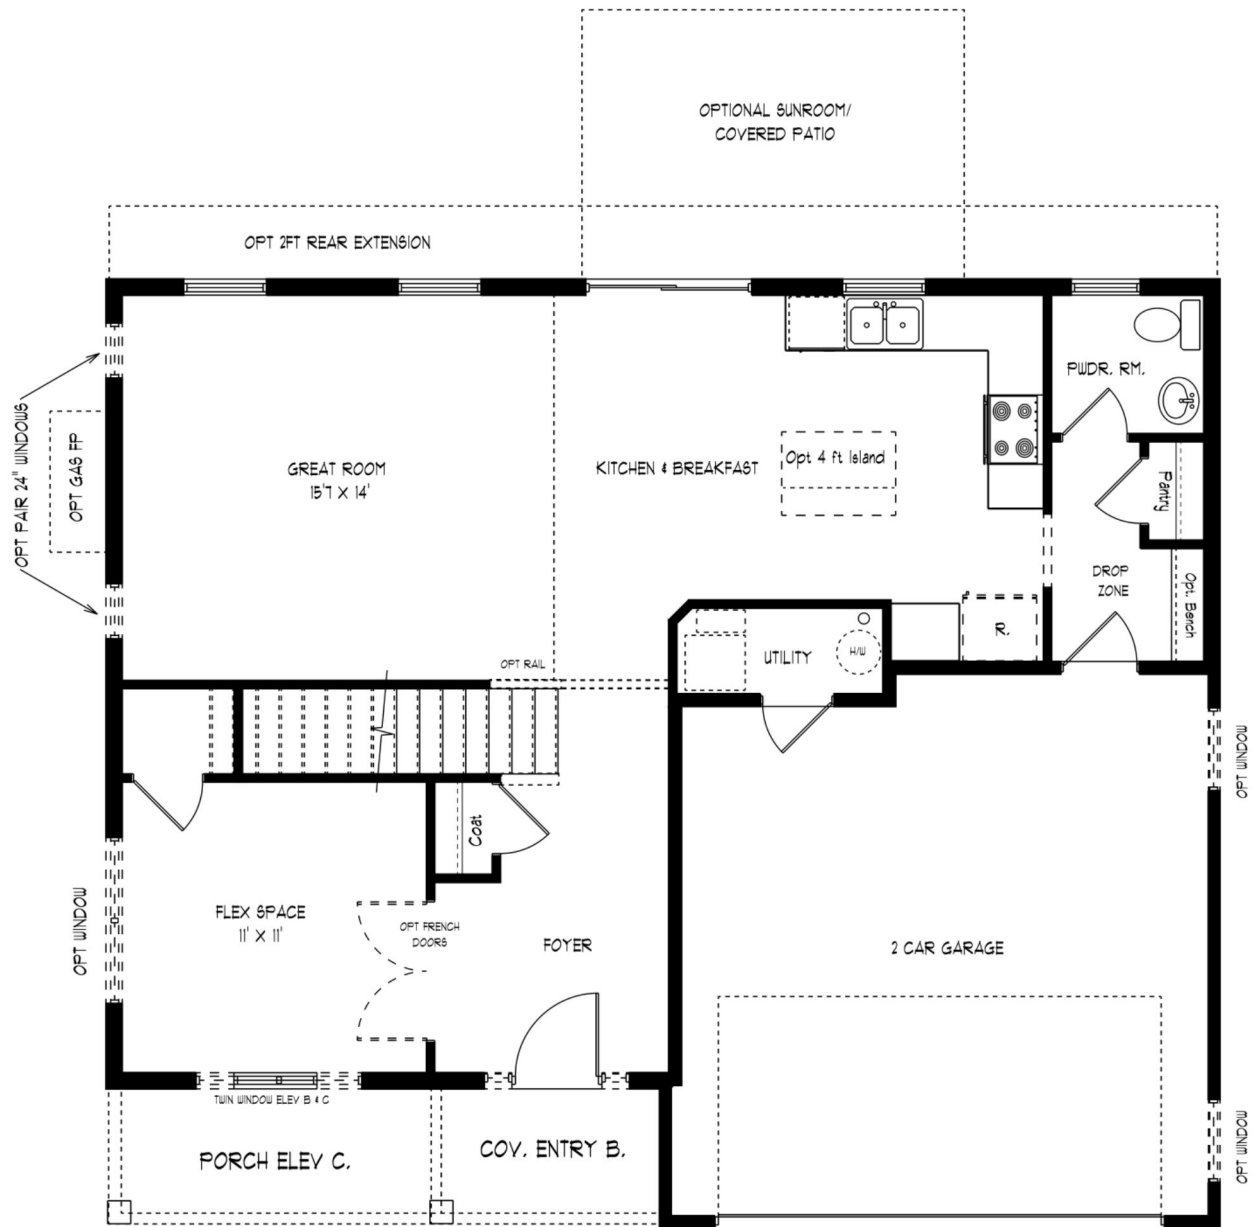 OPTIONAL SUNROOM/
COVERED PATIO
OPT 2FT REAR EXTENSION
OPT PAIR 24" WINDOWS
OPT GAS FP
GREAT ROOM
15'7 X 14'
KITCHEN & BREAKFAST
Opt 4 ft Island
PWDR. RM.
Pantry
DROP
ZONE
Opt. Bench
R.
UTILITY
H/W
OPT RAIL
OPT WINDOW
Coat
FLEX SPACE
11' X 11'
OPT FRENCH
DOORS
FOYER
2 CAR GARAGE
OPT WINDOW
TWIN WINDOW ELEV B & C
PORCH ELEV C.
COV. ENTRY B.
OPT WINDOW